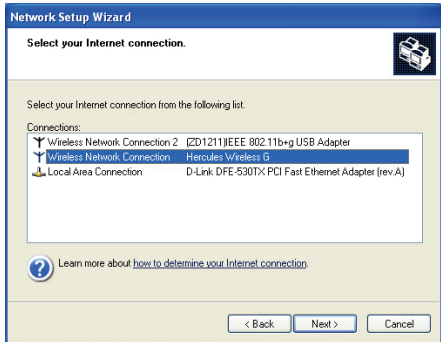 Network Setup Wizard
Select your Internet connection.
Select your Internet connection from the following list.
Connections:
Wireless Network Connection 2 (ZD1211)IEEE 802.11b+g USB Adapter
Wireless Network Connection Hercules Wireless G
Local Area Connection D-Link DFE-530TX PCI Fast Ethernet Adapter (rev.A)
Learn more about how to determine your Internet connection.
< Back Next > Cancel